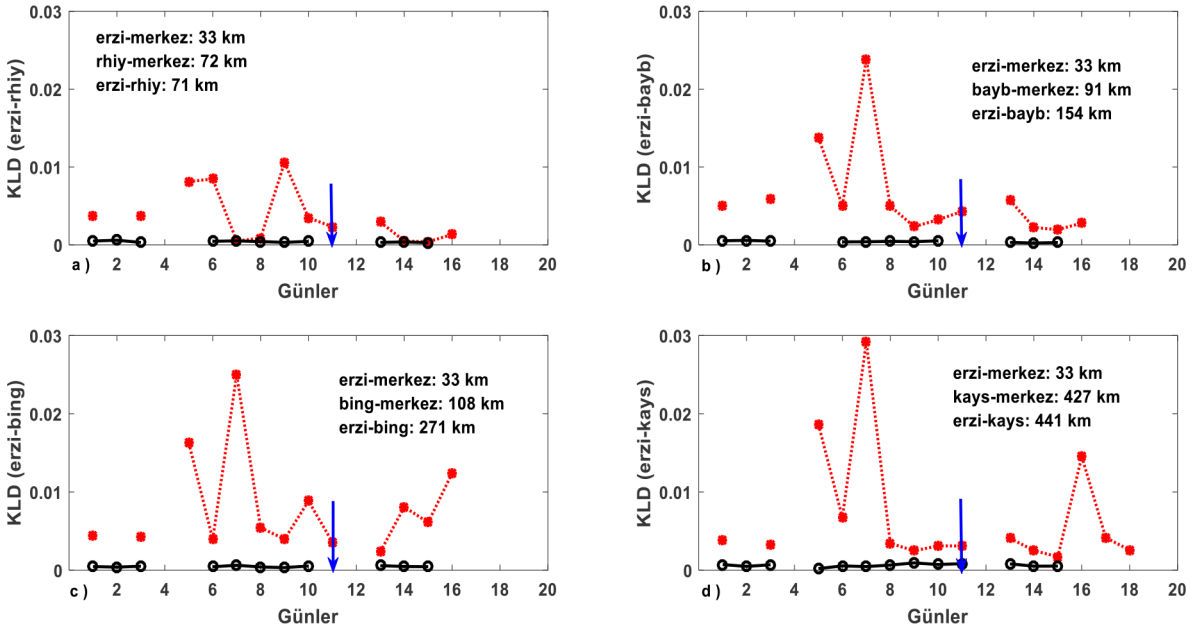 KLD (erzi-rhiy)
0.03
0.02
0.01
0
erzi-merkez: 33 km
rhiy-merkez: 72 km
erzi-rhiy: 71 km
a )
2 4 6 8 10 12 14 16 18 20
Günler
KLD (erzi-bayb)
0.03
0.02
0.01
0
erzi-merkez: 33 km
bayb-merkez: 91 km
erzi-bayb: 154 km
b )
2 4 6 8 10 12 14 16 18 20
Günler
KLD (erzi-bing)
0.03
0.02
0.01
0
erzi-merkez: 33 km
bing-merkez: 108 km
erzi-bing: 271 km
c )
2 4 6 8 10 12 14 16 18 20
Günler
KLD (erzi-kays)
0.03
0.02
0.01
0
erzi-merkez: 33 km
kays-merkez: 427 km
erzi-kays: 441 km
d )
2 4 6 8 10 12 14 16 18 20
Günler